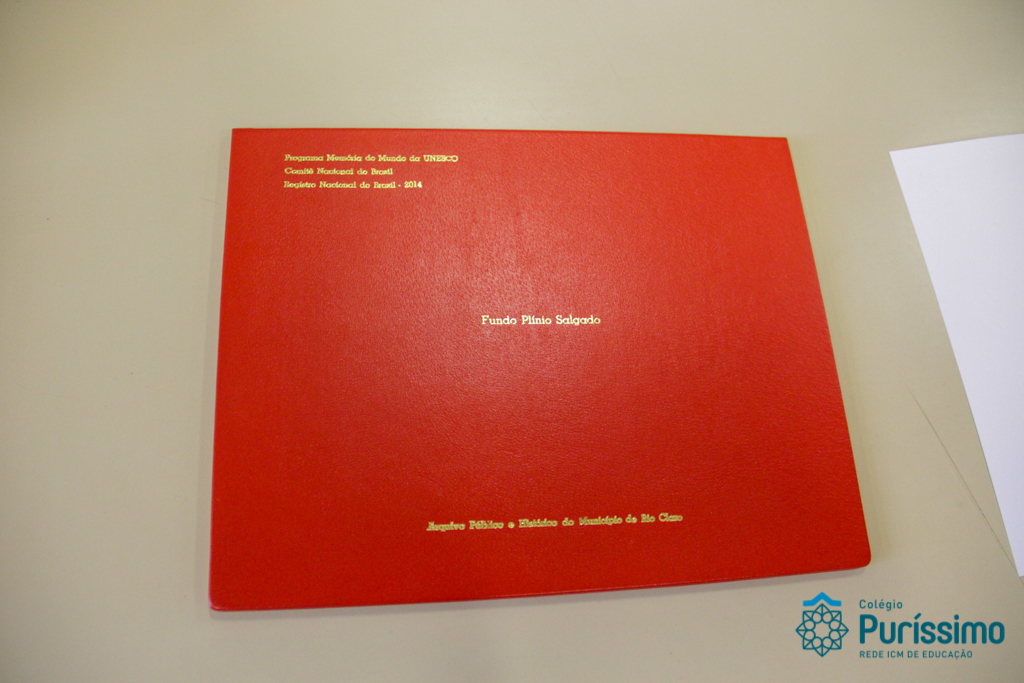 Programa Memória do Mundo da UNESCO
Comitê Nacional do Brasil
Registro Nacional do Brasil - 2014
Fundo Plínio Salgado
Arquivo Público e Histórico do Município de Rio Claro
Colégio
Puríssimo
REDE ICM DE EDUCAÇÃO